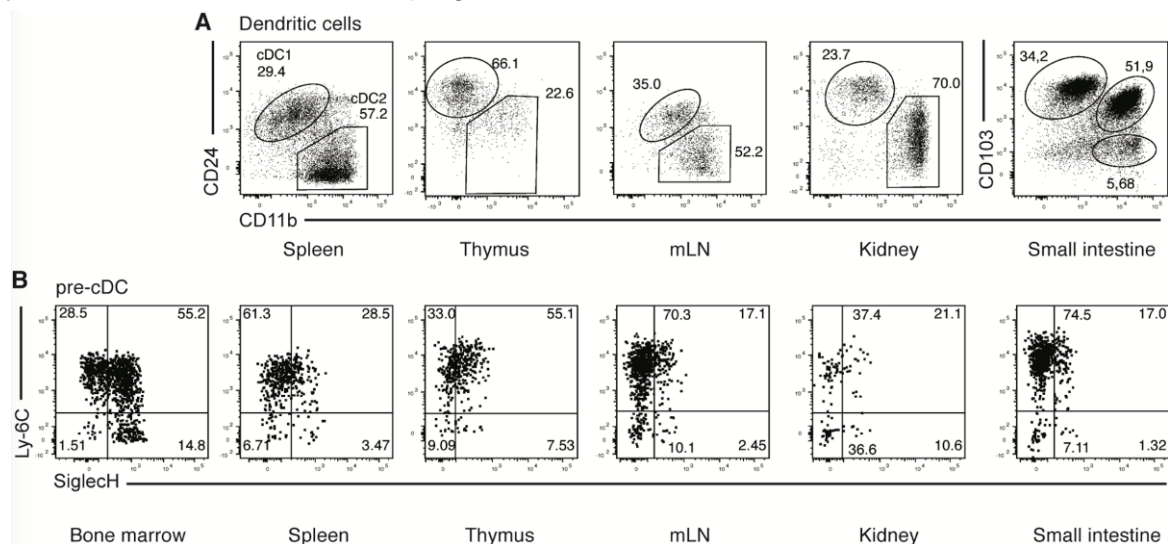 A Dendritic cells
CD24
cDC1
29.4
cDC2
57.2
66.1
22.6
35.0
52.2
23.7
70.0
CD103
34,2
51,9
5,68
CD11b
Spleen Thymus mLN Kidney Small intestine
B pre-cDC
Ly-6C
28.5 55.2
1.51 14.8
61.3 28.5
6.71 3.47
33.0 55.1
9.09 7.53
70.3 17.1
10.1 2.45
37.4 21.1
36.6 10.6
74.5 17.0
7.11 1.32
SiglecH
Bone marrow Spleen Thymus mLN Kidney Small intestine